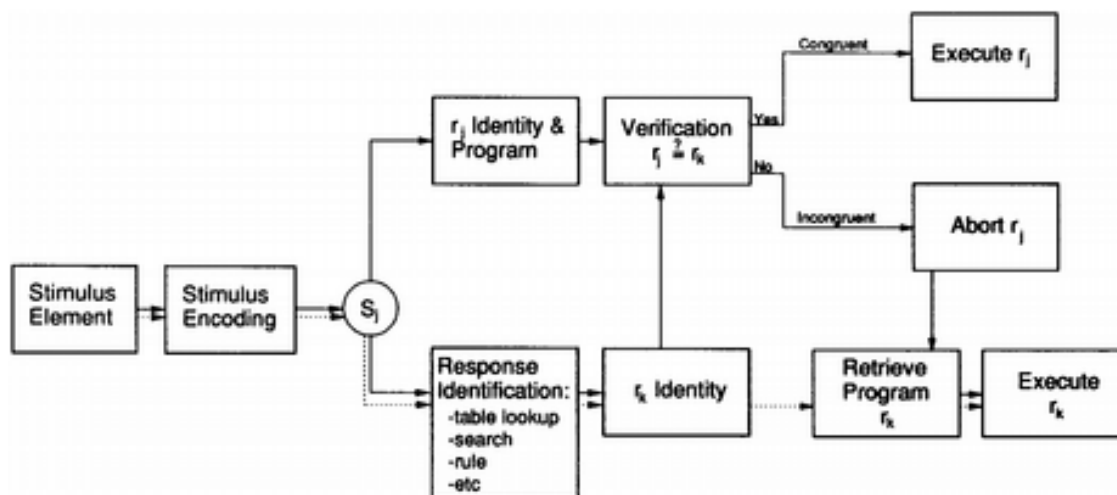 Stimulus
Element
Stimulus
Encoding
Sj
rj Identity &
Program
Verification
rj ?= rk
Yes
No
Congruent
Incongruent
Execute rj
Abort rj
Response
Identification:
-table lookup
-search
-rule
-etc
rk Identity
Retrieve
Program
rk
Execute
rk